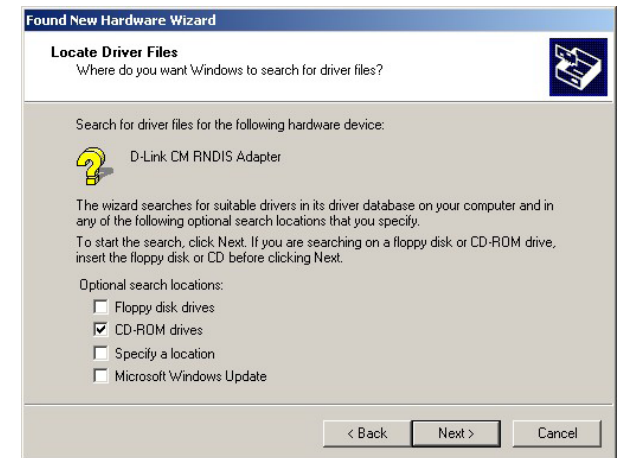 Found New Hardware Wizard
Locate Driver Files
Where do you want Windows to search for driver files?
Search for driver files for the following hardware device:
D-Link CM RNDIS Adapter
The wizard searches for suitable drivers in its driver database on your computer and in
any of the following optional search locations that you specify.
To start the search, click Next. If you are searching on a floppy disk or CD-ROM drive,
insert the floppy disk or CD before clicking Next.
Optional search locations:
Floppy disk drives
CD-ROM drives
Specify a location
Microsoft Windows Update
< Back Next > Cancel